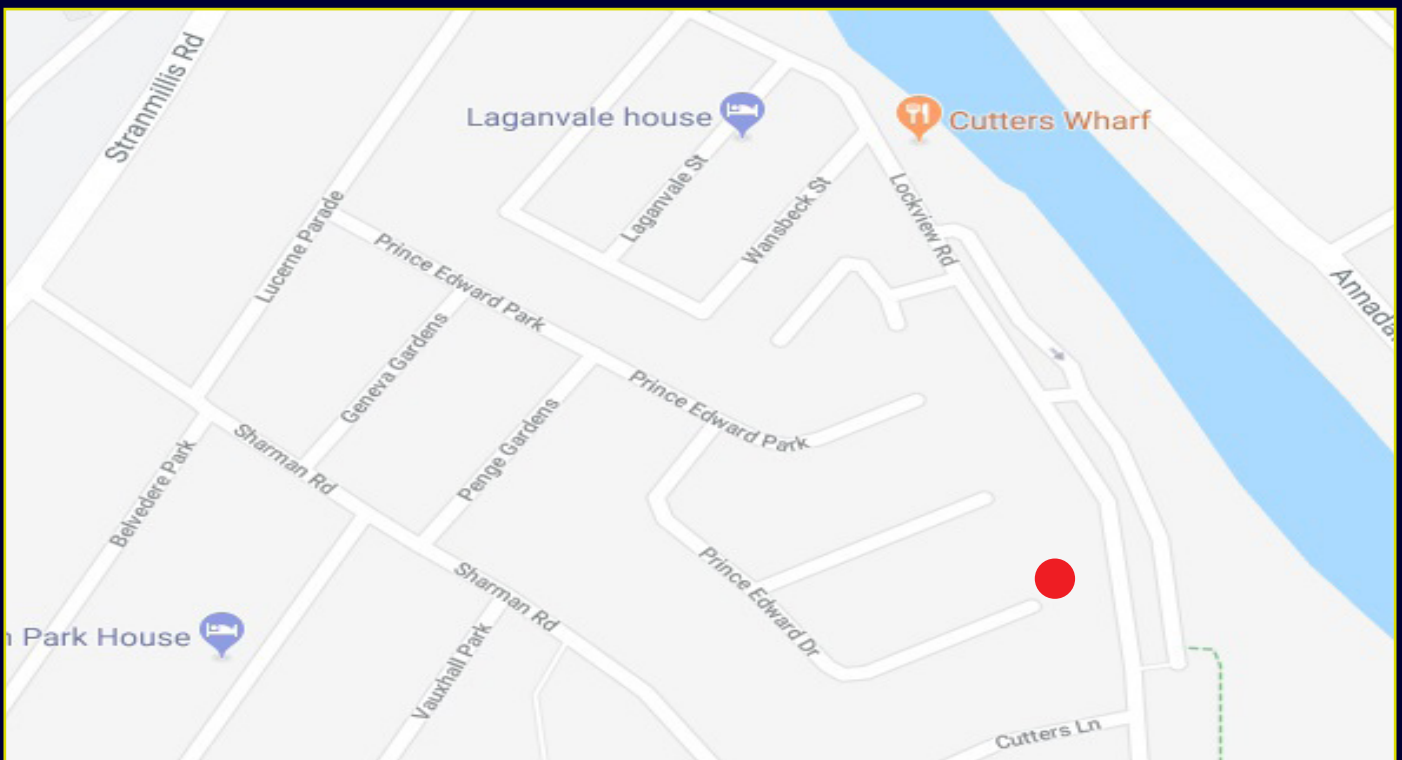 Stranmillis Rd
Laganvale house
Cutters Wharf
Laganvale St
Wansbeck St
Lockview Rd
Lucerne Parade
Prince Edward Park
Annada
Geneva Gardens
Prince Edward Park
Penge Gardens
Sharman Rd
Belvedere Park
Prince Edward Dr
Sharman Rd
Park House
Vauxhall Park
Cutters Ln